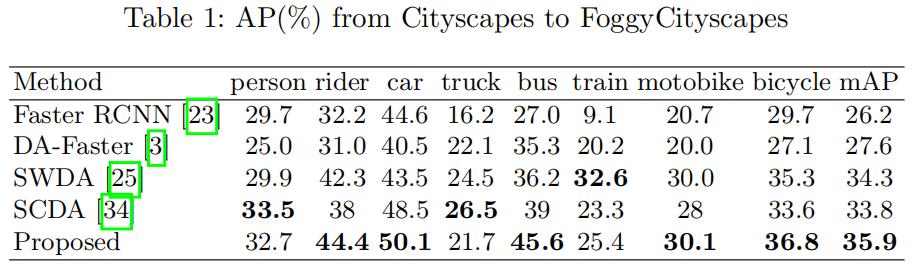 Table 1: AP(%) from Cityscapes to FoggyCityscapes
Method person rider car truck bus train motobike bicycle mAP
Faster RCNN [23] 29.7 32.2 44.6 16.2 27.0 9.1 20.7 29.7 26.2
DA-Faster [3] 25.0 31.0 40.5 22.1 35.3 20.2 20.0 27.1 27.6
SWDA [25] 29.9 42.3 43.5 24.5 36.2 32.6 30.0 35.3 34.3
SCDA [34] 33.5 38 48.5 26.5 39 23.3 28 33.6 33.8
Proposed 32.7 44.4 50.1 21.7 45.6 25.4 30.1 36.8 35.9